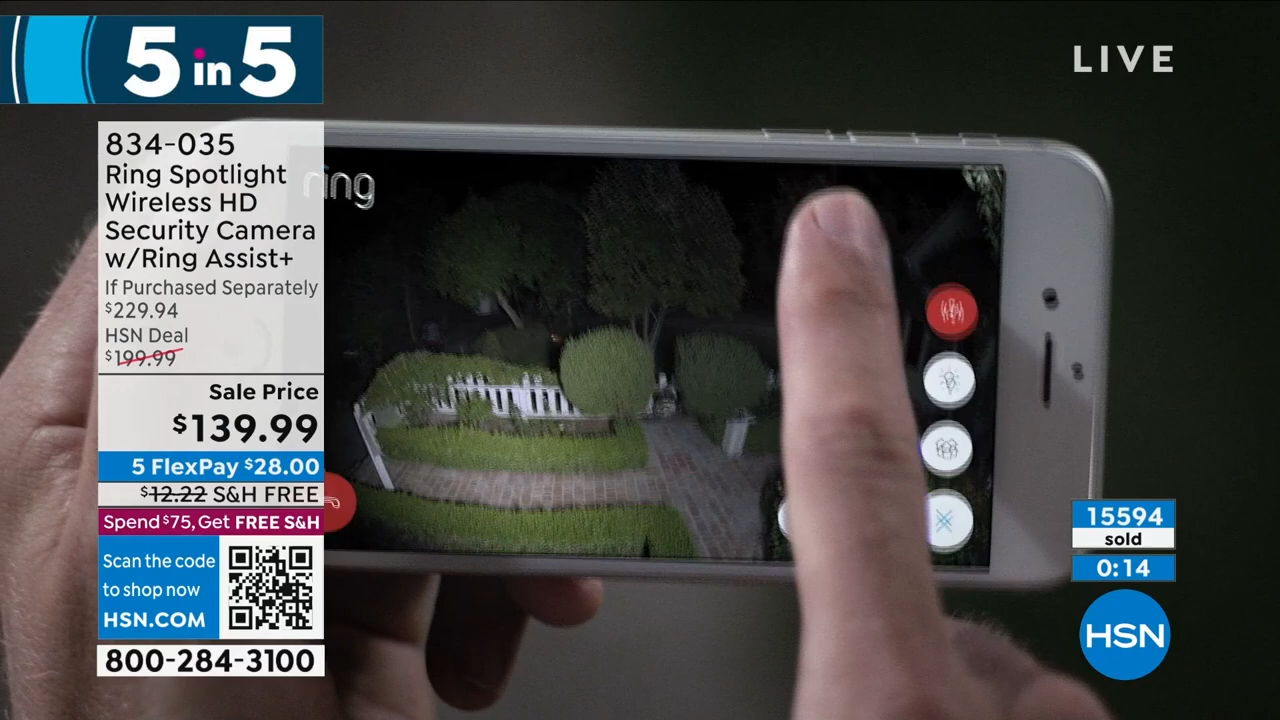 5 in 5
LIVE
834-035
Ring Spotlight
Wireless HD
Security Camera
w/Ring Assist+
If Purchased Separately
$229.94
HSN Deal
$199.99
Sale Price
$139.99
5 FlexPay $28.00
$12.22 S&H FREE
Spend $75, Get FREE S&H
Scan the code
to shop now
HSN.COM
800-284-3100
ring
15594
sold
0:14
HSN